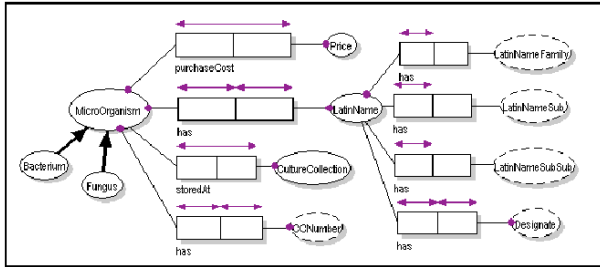 Price
LatinNameFamily
purchaseCost
has
MicroOrganism
LatinName
LatinNameSub
has
has
Bacterium
CultureCollection
LatinNameSubSub
Fungus
storedAt
has
CCNumber
Designate
has
has